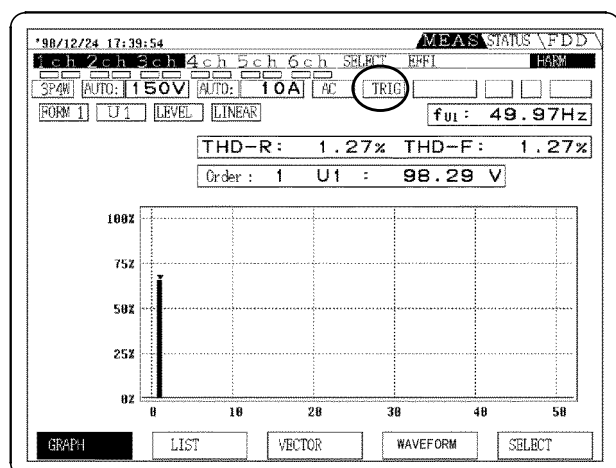 '98/12/24 17:39:54 MEAS STATUS FDD
1ch 2ch 3ch 4ch 5ch 6ch SELECT EFFI HARM
3P4W AUTO: 150V AUTO: 10A AC TRIG
FORM 1 U1 LEVEL LINEAR fU1: 49.97Hz
THD-R: 1.27% THD-F: 1.27%
Order: 1 U1 : 98.29 V
100%
75%
50%
25%
0%
0 10 20 30 40 50
GRAPH LIST VECTOR WAVEFORM SELECT